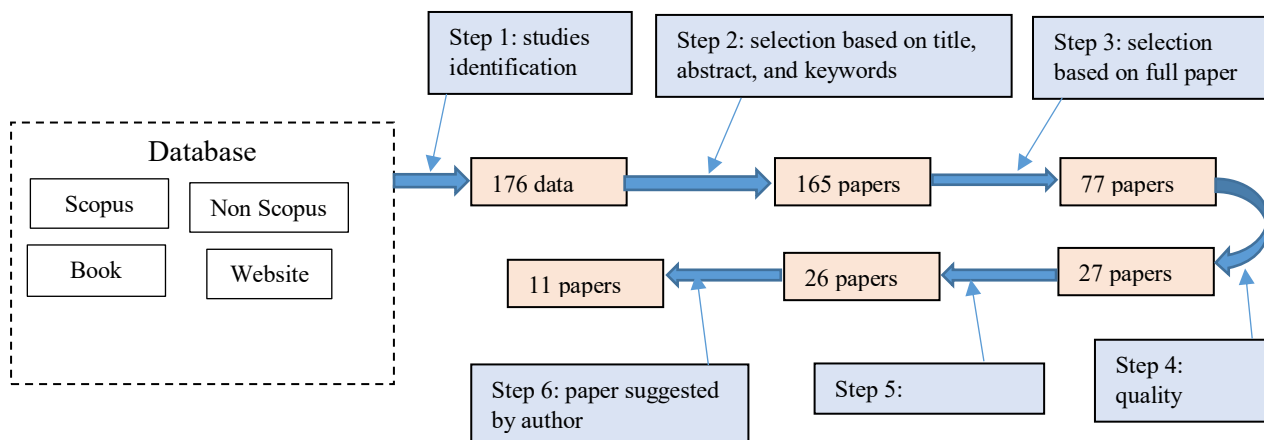 Step 1: studies
identification
Step 2: selection based on title,
abstract, and keywords
Step 3: selection
based on full paper
Database
Scopus
Non Scopus
Book
Website
176 data
165 papers
77 papers
11 papers
26 papers
27 papers
Step 6: paper suggested
by author
Step 5:
Step 4:
quality